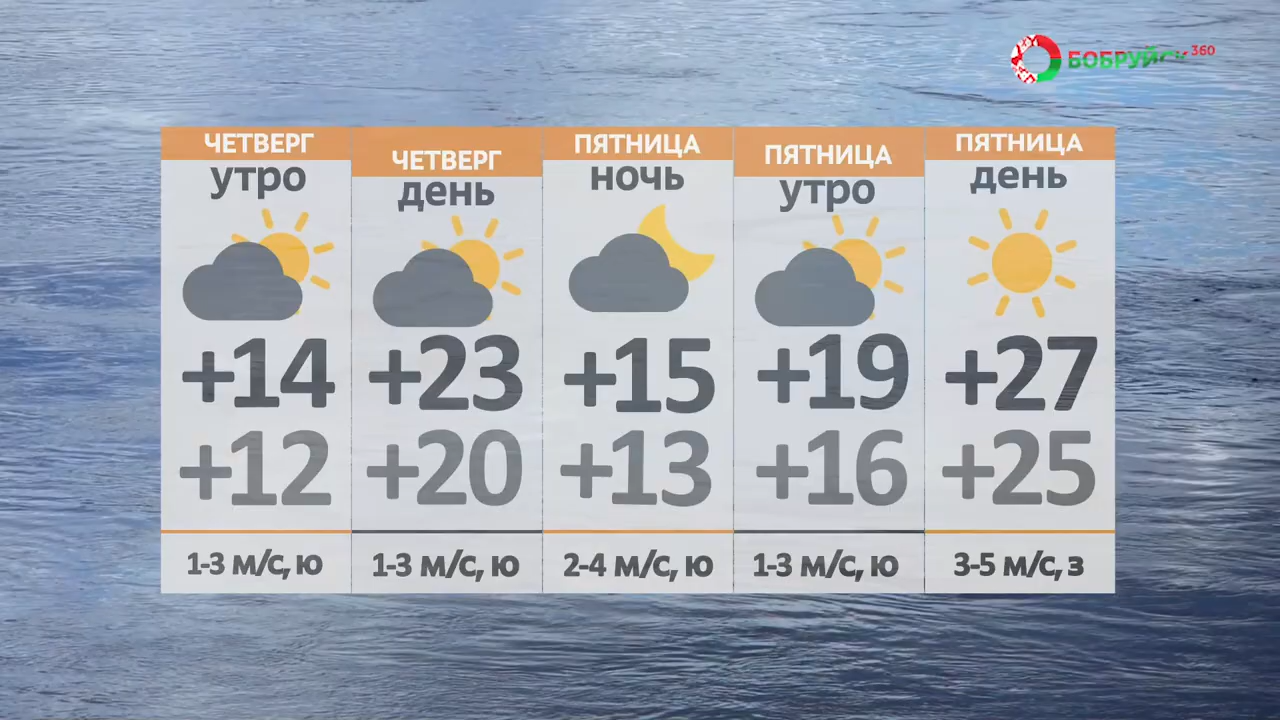 БОБРУЙСК 360
ЧЕТВЕРГ
утро
+14
+12
1-3 м/с, ю
ЧЕТВЕРГ
день
+23
+20
1-3 м/с, ю
ПЯТНИЦА
ночь
+15
+13
2-4 м/с, ю
ПЯТНИЦА
утро
+19
+16
1-3 м/с, ю
ПЯТНИЦА
день
+27
+25
3-5 м/с, з